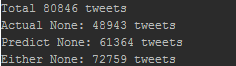 Total 80846 tweets
Actual None: 48943 tweets
Predict None: 61364 tweets
Either None: 72759 tweets